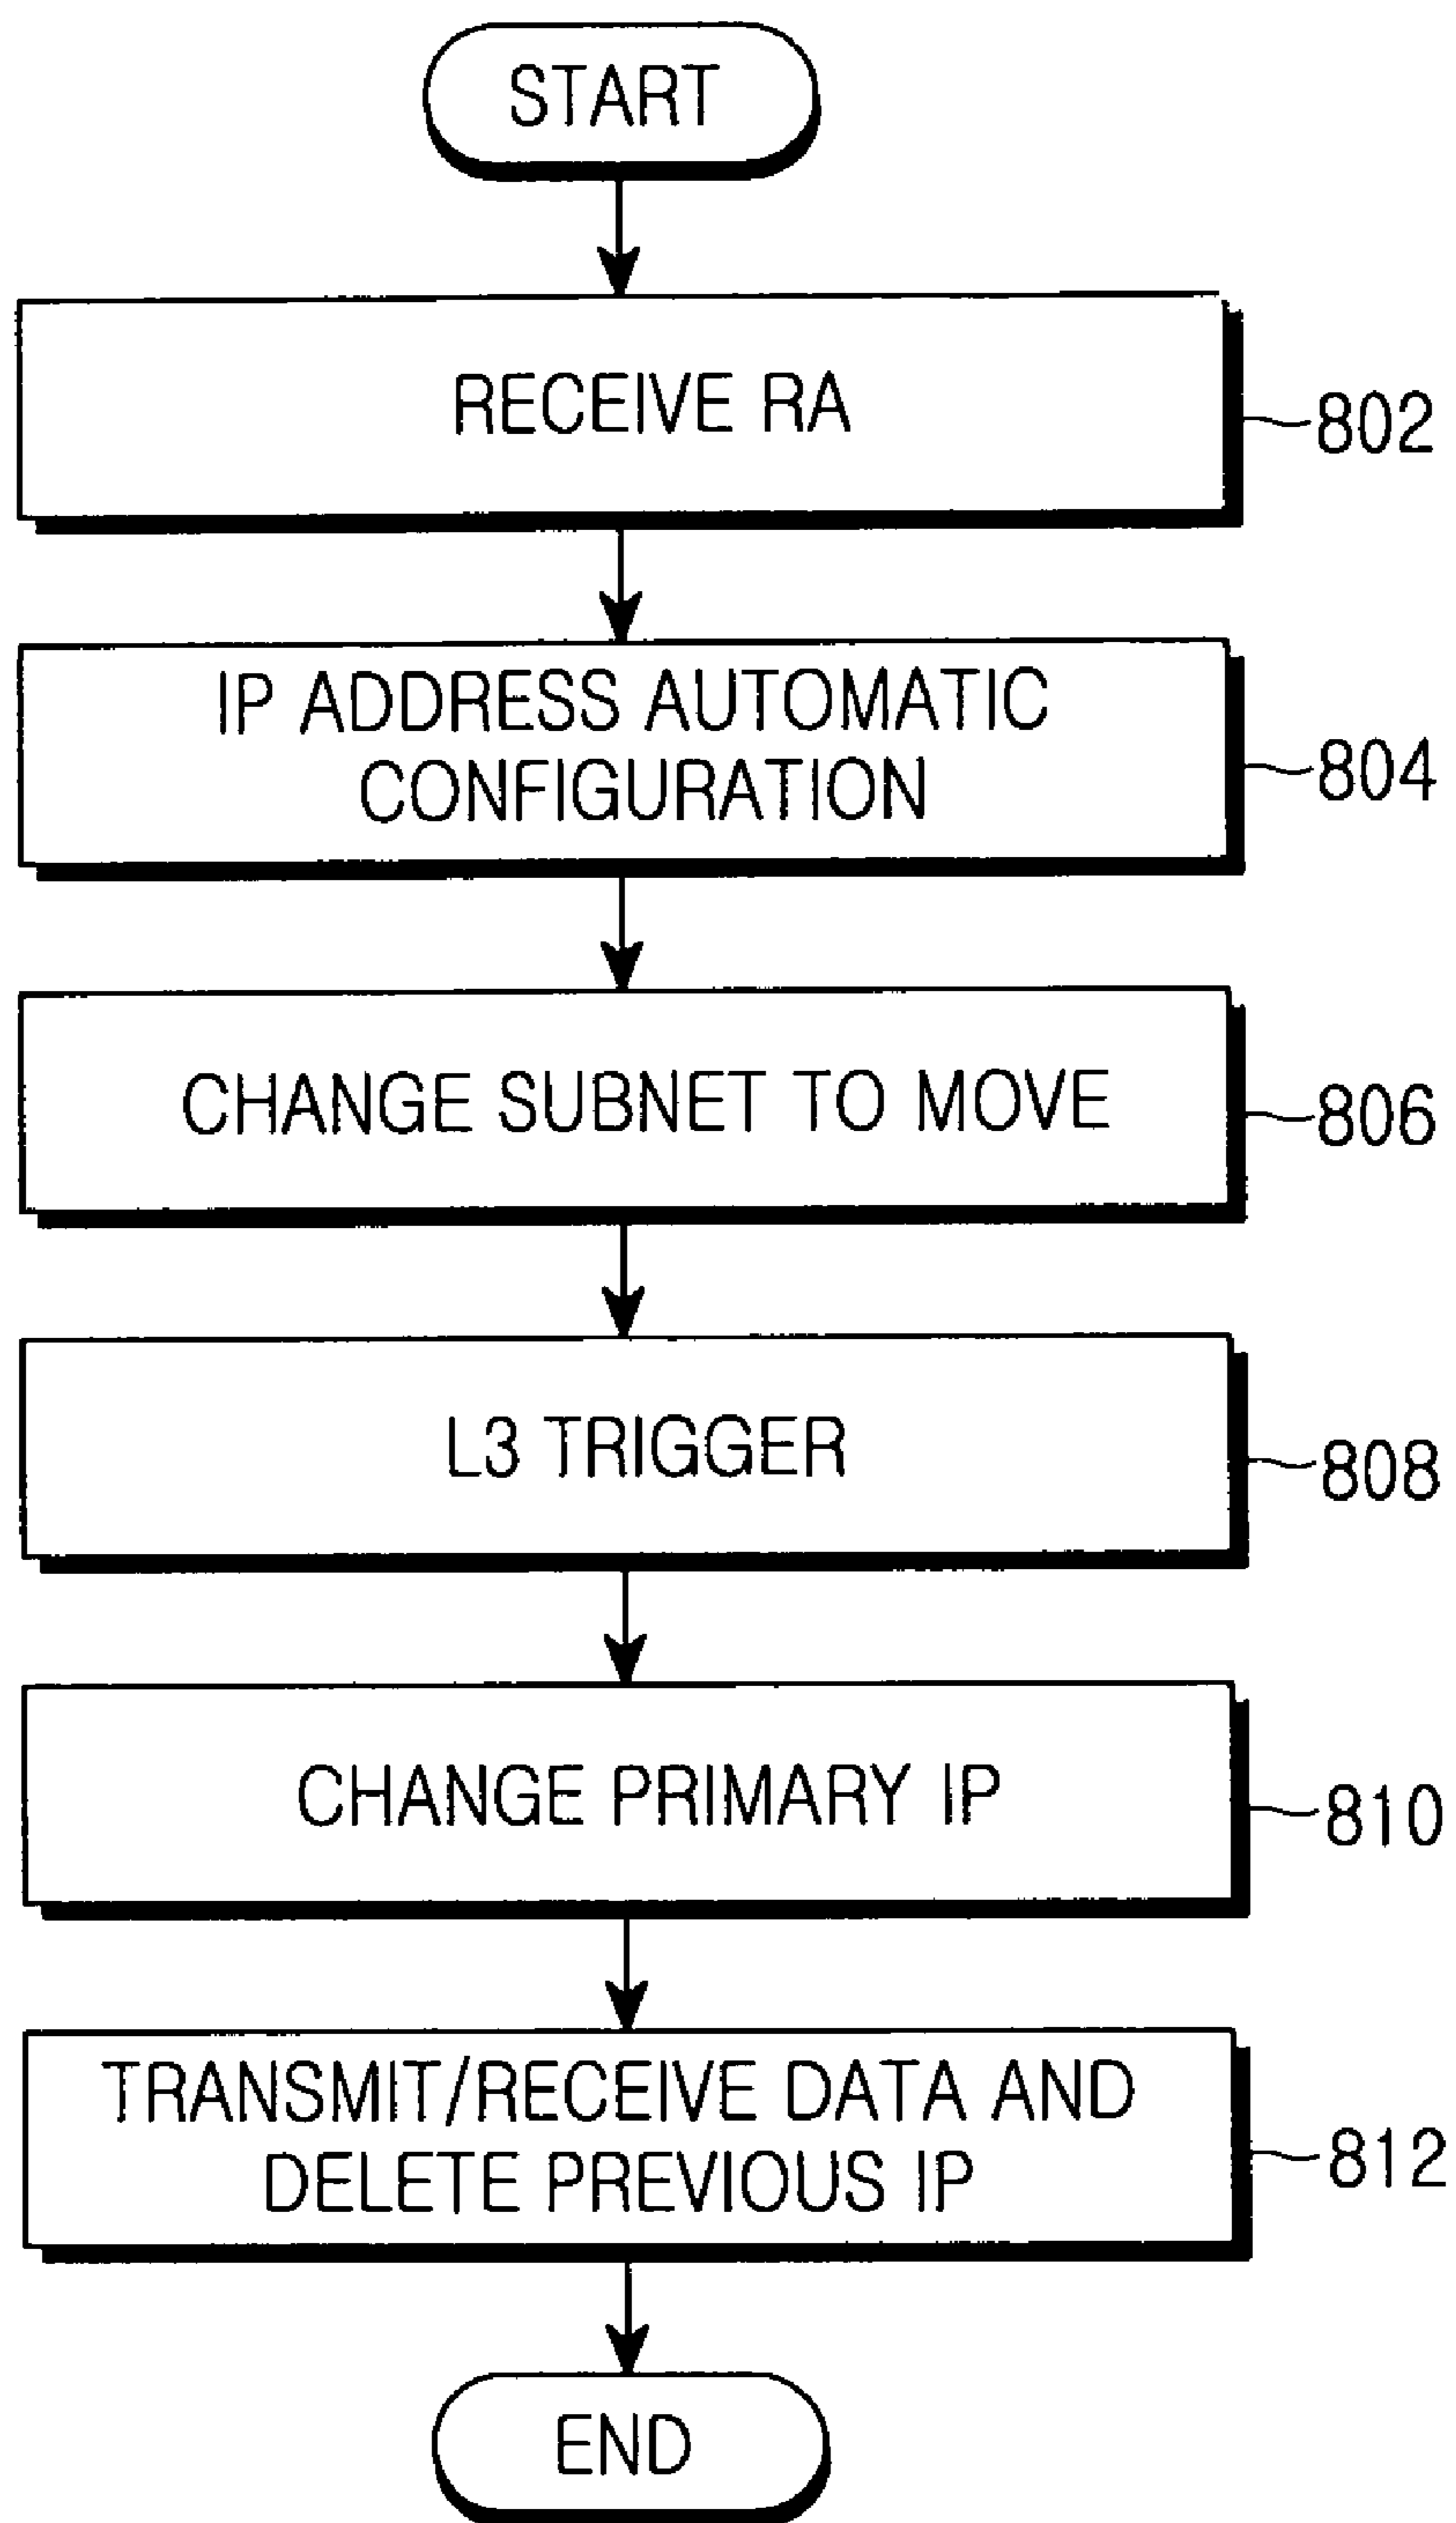 START
RECEIVE RA
802
IP ADDRESS AUTOMATIC
CONFIGURATION
804
CHANGE SUBNET TO MOVE
806
L3 TRIGGER
808
CHANGE PRIMARY IP
810
TRANSMIT/RECEIVE DATA AND
DELETE PREVIOUS IP
812
END